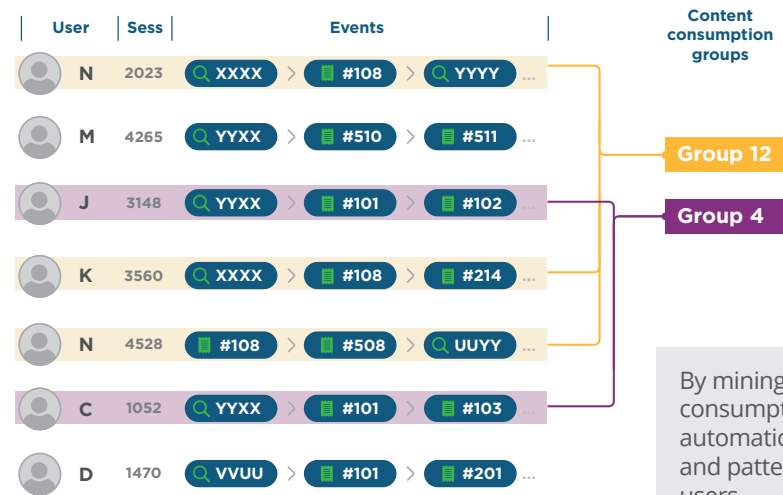 User Sess Events
Content
consumption
groups
N 2023 XXXX > #108 > YYYY ...
M 4265 YYXX > #510 > #511 ...
Group 12
J 3148 YYXX > #101 > #102 ...
Group 4
K 3560 XXXX > #108 > #214 ...
N 4528 #108 > #508 > UUYY ...
C 1052 YYXX > #101 > #103 ...
D 1470 VVUU > #101 > #201 ...
By mining
consumpt
automatic
and patte
users